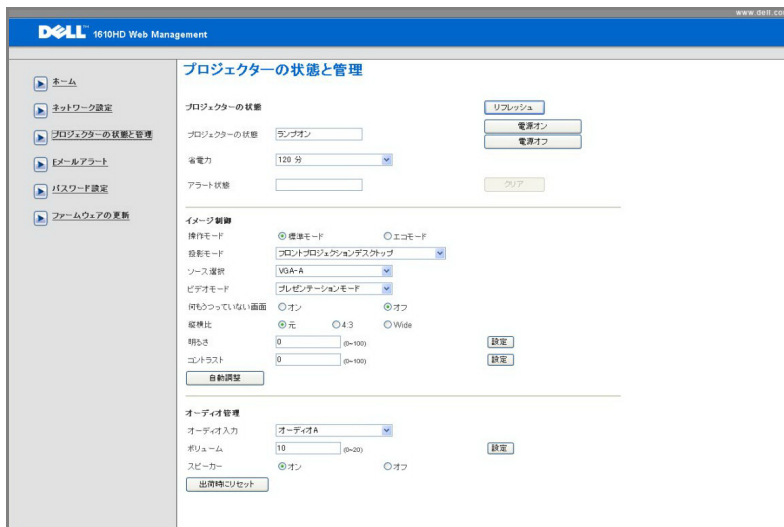 www.dell.com
DELL 1610HD Web Management
ホーム
ネットワーク設定
プロジェクターの状態と管理
Eメールアラート
パスワード設定
ファームウェアの更新
プロジェクターの状態と管理
プロジェクターの状態 リフレッシュ
電源オン
プロジェクターの状態 ランプオン
電源オフ
省電力 120 分
アラート状態 クリア
イメージ制御
操作モード 標準モード エコモード
投影モード フロントプロジェクションデスクトップ
ソース選択 VGA-A
ビデオモード プレゼンテーションモード
何もうつっていない画面 オン オフ
縦横比 元 4:3 Wide
明るさ 0 (0~100) 設定
コントラスト 0 (0~100) 設定
自動調整
オーディオ管理
オーディオ入力 オーディオA
ボリューム 10 (0~20) 設定
スピーカー オン オフ
出荷時にリセット